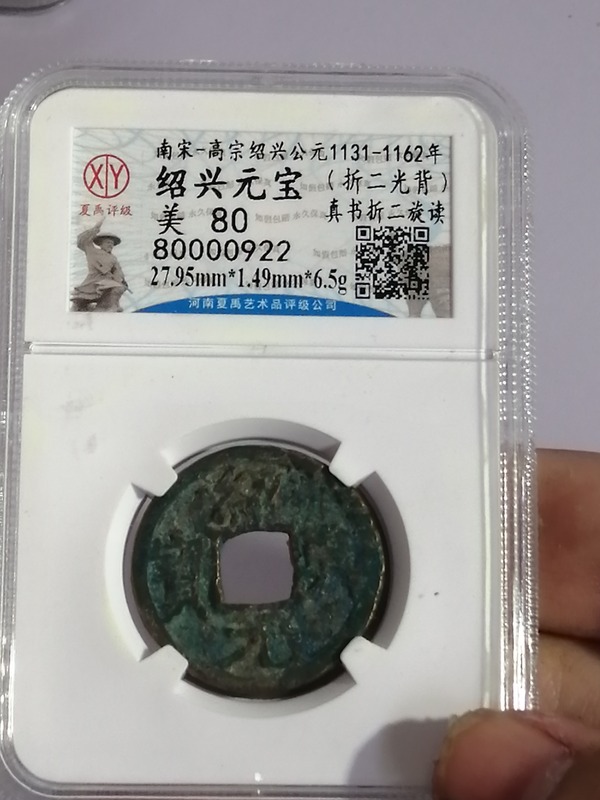 南宋-高宗绍兴公元1131-1162年
XY
绍兴元宝（折二光背）
夏禹评级
美 80
真书折二旋读
80000922
27.95mm*1.49mm*6.5g
河南夏禹艺术品评级公司
元